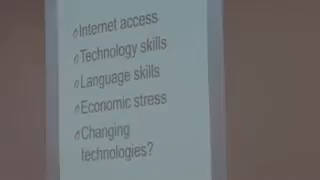 Internet access
Technology skills
Language skills
Economic stress
Changing
technologies?